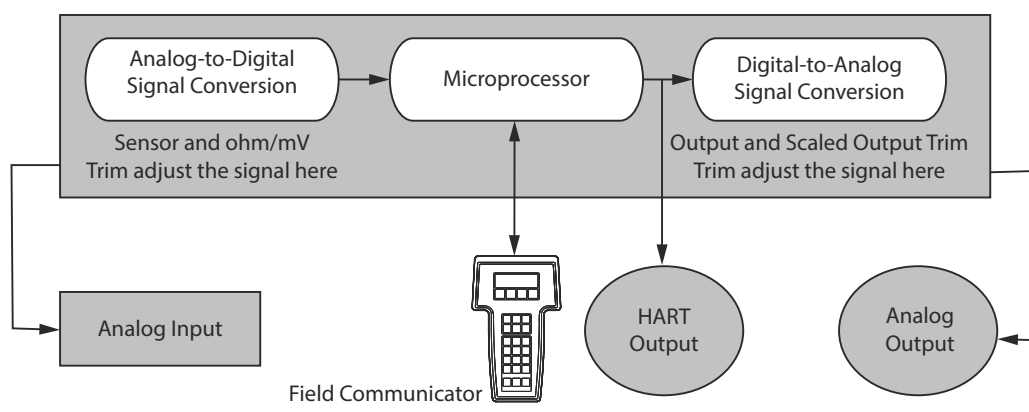 Analog-to-Digital
Signal Conversion
Microprocessor
Digital-to-Analog
Signal Conversion
Sensor and ohm/mV
Trim adjust the signal here
Output and Scaled Output Trim
Trim adjust the signal here
Analog Input
HART
Output
Analog
Output
Field Communicator